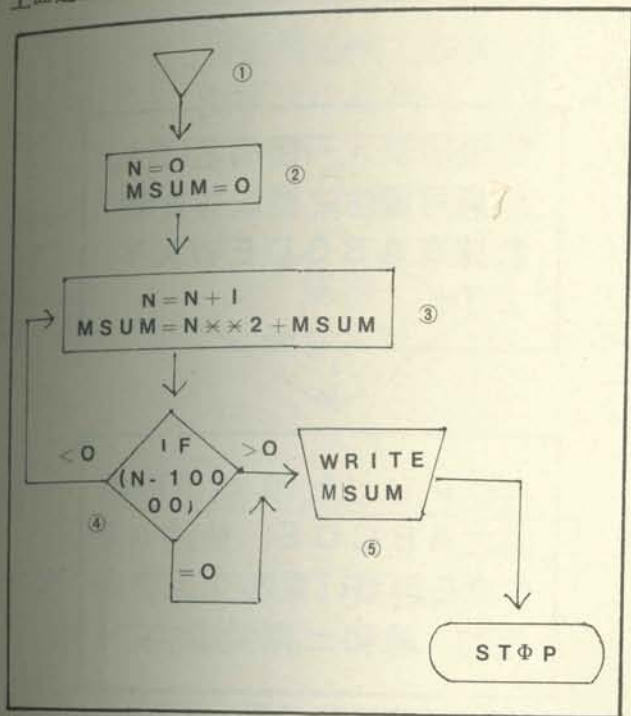 ①
N=0
MSUM=0
②
N=N+1
MSUM=N**2+MSUM
③
<0
IF
(N-100
00)
>0
④
=0
WRITE
MSUM
⑤
STΦP